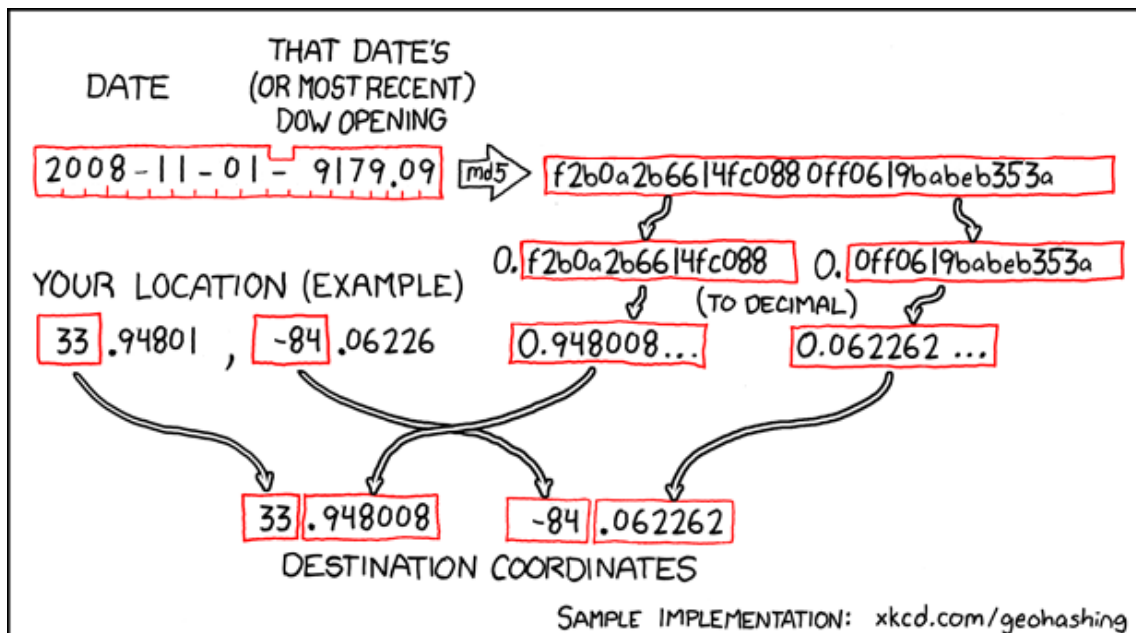 DATE
THAT DATE'S
(OR MOST RECENT)
DOW OPENING
2008-11-01- 9179.09
md5
f2b0a2b6614fc088 0ff0619babeb353a
0. f2b0a2b6614fc088
0. 0ff0619babeb353a
(TO DECIMAL)
YOUR LOCATION (EXAMPLE)
33 .94801 , -84 .06226
0.948008...
0.062262 ...
33 .948008 -84 .062262
DESTINATION COORDINATES
SAMPLE IMPLEMENTATION: xkcd.com/geohashing